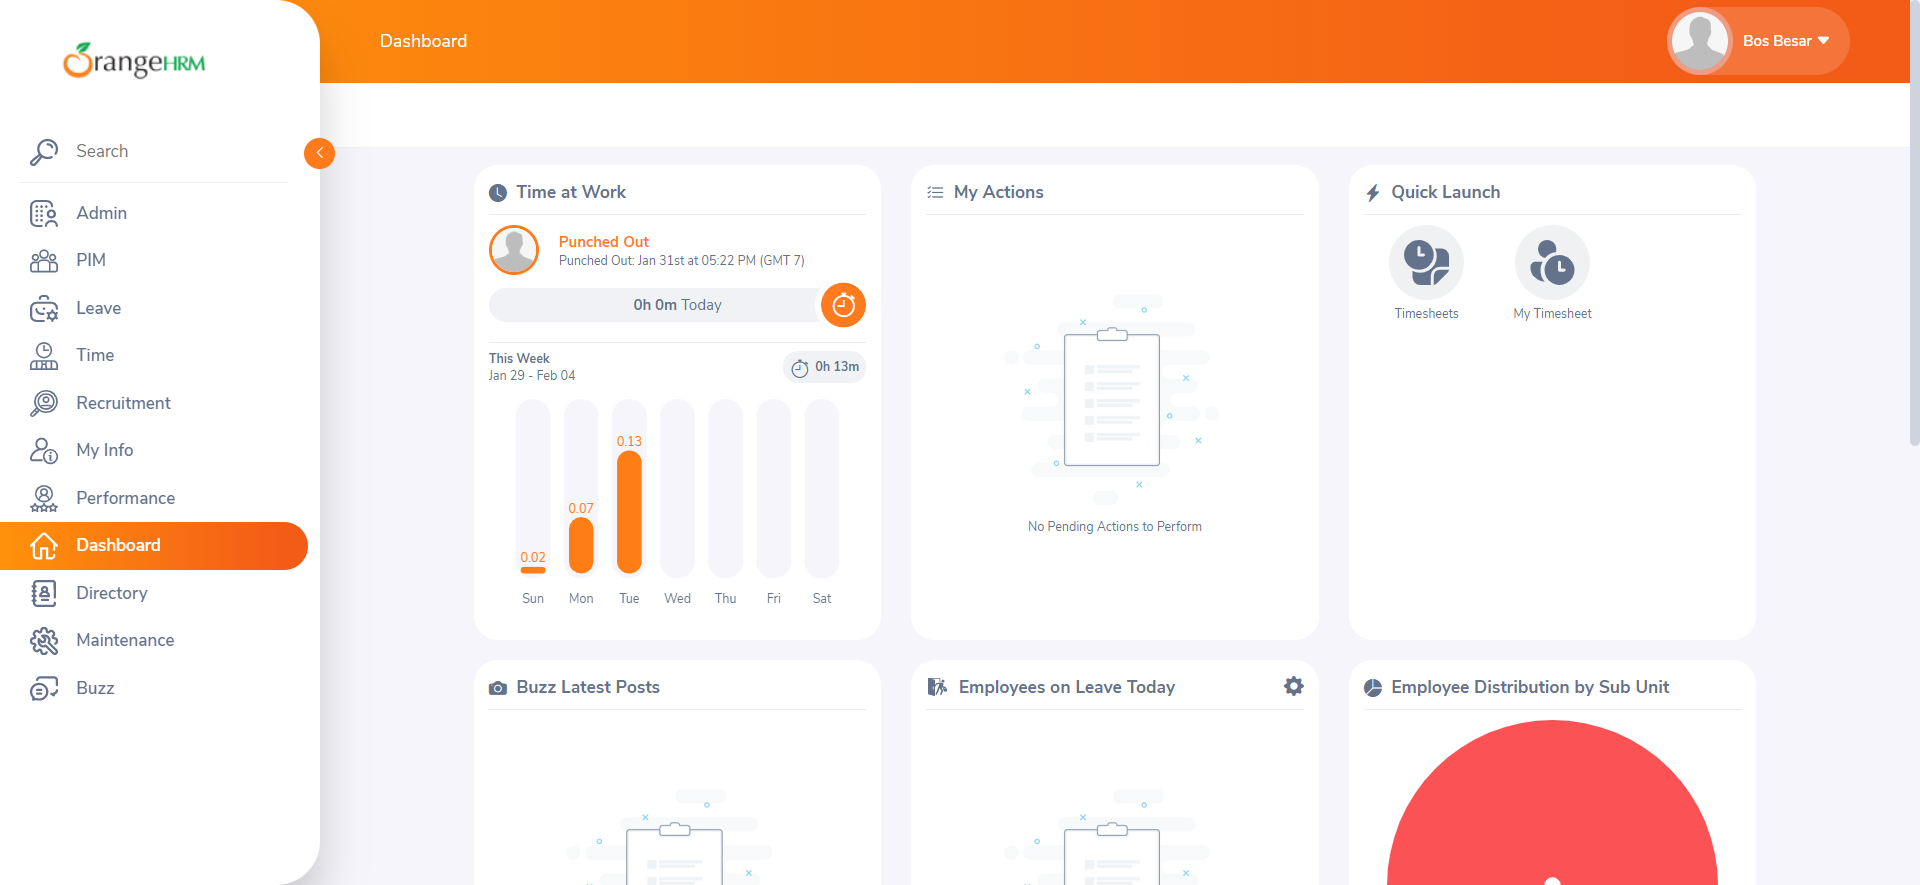 OrangeHRM
Dashboard
Bos Besar
Search
Admin
PIM
Leave
Time
Recruitment
My Info
Performance
Dashboard
Directory
Maintenance
Buzz
Time at Work
Punched Out
Punched Out: Jan 31st at 05:22 PM (GMT 7)
0h 0m Today
This Week
Jan 29 - Feb 04
0h 13m
0.02
0.07
0.13
Sun Mon Tue Wed Thu Fri Sat
My Actions
No Pending Actions to Perform
Quick Launch
Timesheets
My Timesheet
Buzz Latest Posts
Employees on Leave Today
Employee Distribution by Sub Unit